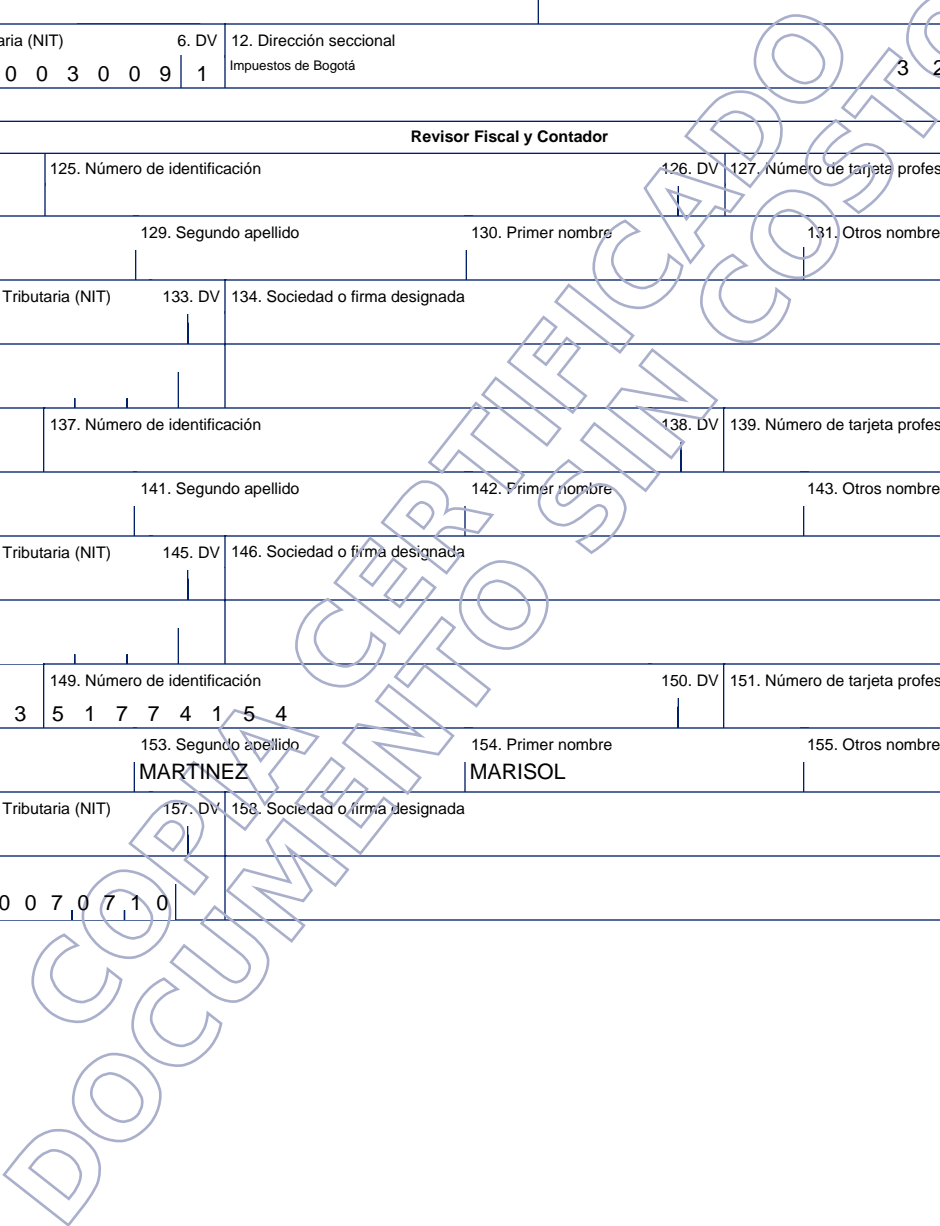 aria (NIT) 6. DV 12. Dirección seccional
0 0 3 0 0 9 1 Impuestos de Bogotá 3 2
Revisor Fiscal y Contador
125. Número de identificación 126. DV 127. Número de tarjeta profes
129. Segundo apellido 130. Primer nombre 131. Otros nombre
Tributaria (NIT) 133. DV 134. Sociedad o firma designada
137. Número de identificación 138. DV 139. Número de tarjeta profes
141. Segundo apellido 142. Primer nombre 143. Otros nombre
Tributaria (NIT) 145. DV 146. Sociedad o firma designada
149. Número de identificación 150. DV 151. Número de tarjeta profes
3 5 1 7 7 4 1 5 4
153. Segundo apellido 154. Primer nombre 155. Otros nombre
MARTINEZ MARISOL
Tributaria (NIT) 157. DV 158. Sociedad o firma designada
0 0 7 0 7 1 0
COPIA CERTIFICADO
DOCUMENTO SIN COSTO